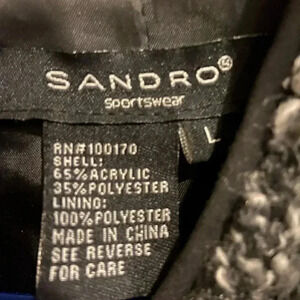 SANDRO®
Sportswear
L
RN#100170
SHELL:
65%ACRYLIC
35%POLYESTER
LINING:
100%POLYESTER
MADE IN CHINA
SEE REVERSE
FOR CARE